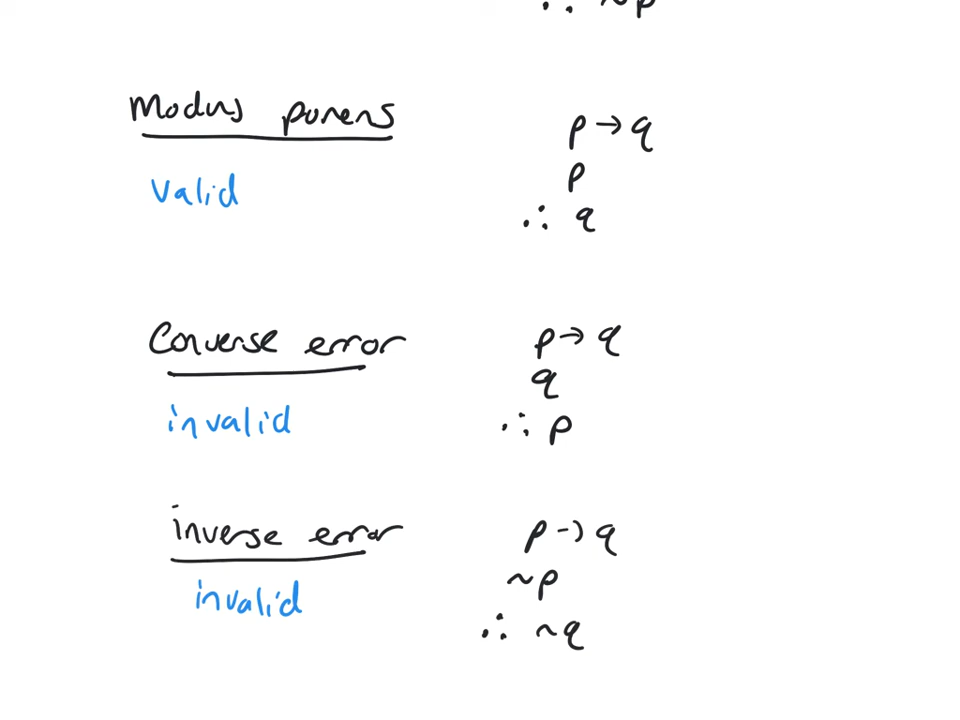 ∴ ~p
Modus ponens
p → q
valid
p
∴ q
Converse error
p → q
q
invalid
∴ p
inverse error
p → q
~p
invalid
∴ ~q